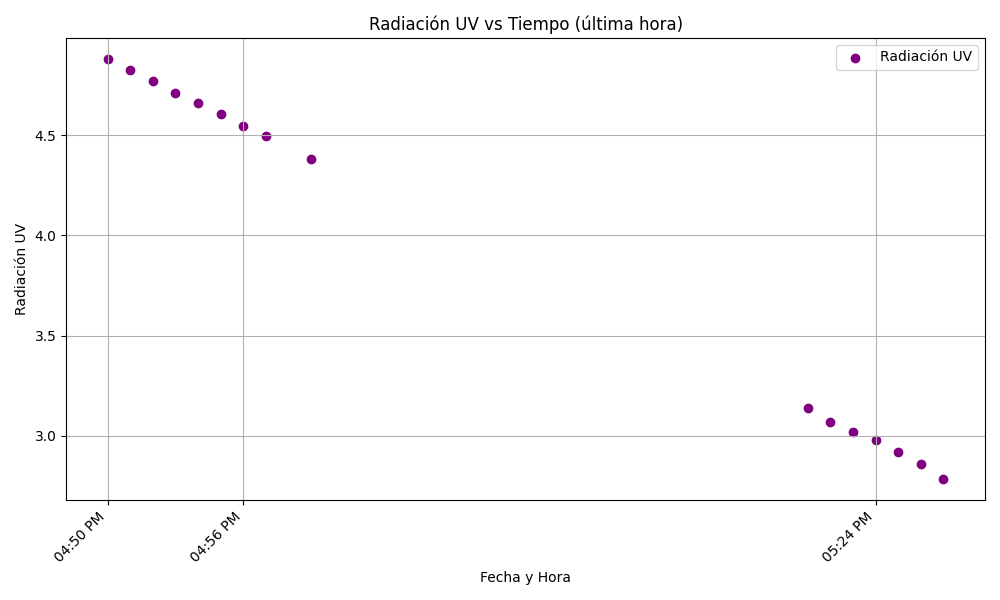 Radiación UV vs Tiempo (última hora)
Radiación UV
Radiación UV
4.5
4.0
3.5
3.0
04:50 PM
04:56 PM
05:24 PM
Fecha y Hora